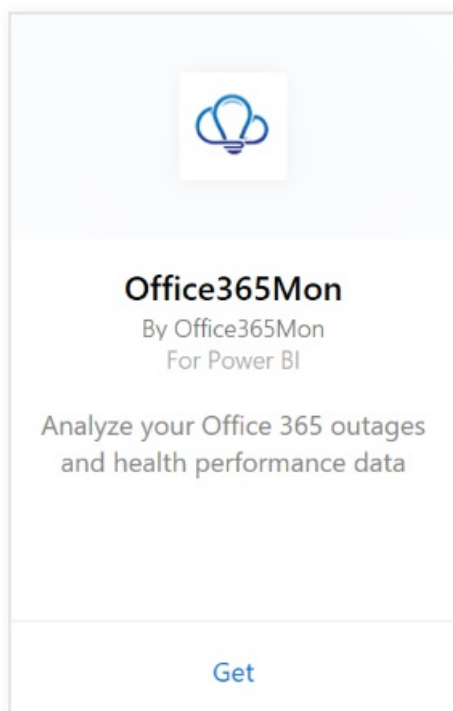 Office365Mon
By Office365Mon
For Power BI
Analyze your Office 365 outages
and health performance data
Get